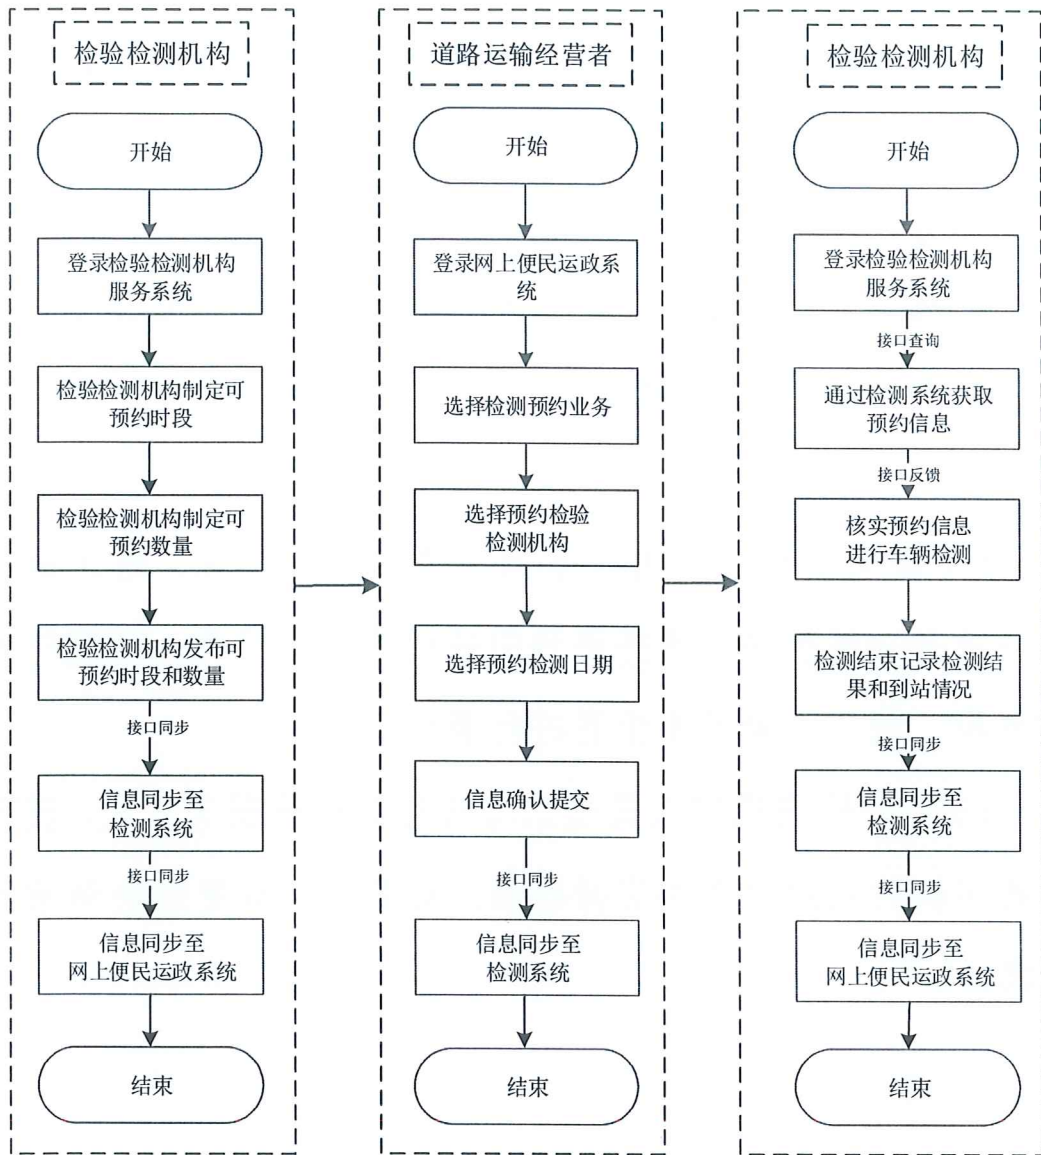 检验检测机构
开始
登录检验检测机构
服务系统
检验检测机构制定可
预约时段
检验检测机构制定可
预约数量
检验检测机构发布可
预约时段和数量
接口同步
信息同步至
检测系统
接口同步
信息同步至
网上便民运政系统
结束
道路运输经营者
开始
登录网上便民运政系
统
选择检测预约业务
选择预约检验
检测机构
选择预约检测日期
信息确认提交
接口同步
信息同步至
检测系统
结束
检验检测机构
开始
登录检验检测机构
服务系统
接口查询
通过检测系统获取
预约信息
接口反馈
核实预约信息
进行车辆检测
检测结束记录检测结
果和到站情况
接口同步
信息同步至
检测系统
接口同步
信息同步至
网上便民运政系统
结束